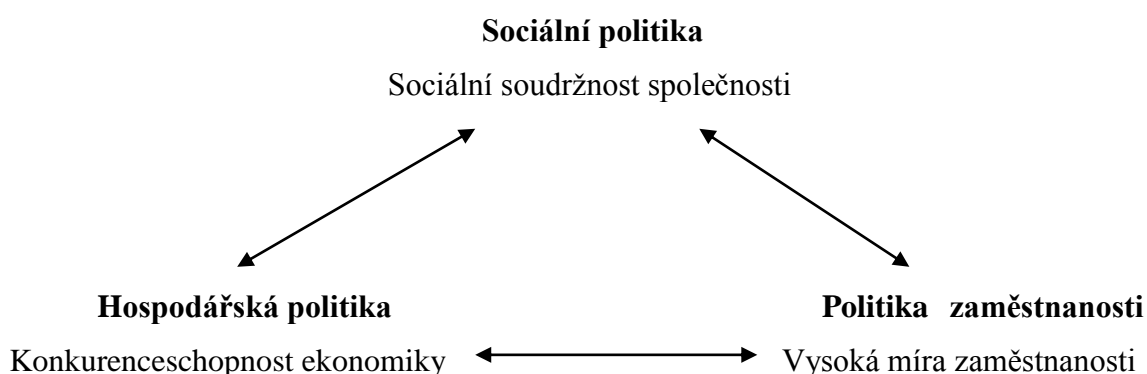 Sociální politika
Sociální soudržnost společnosti
Hospodářská politika
Politika zaměstnanosti
Konkurenceschopnost ekonomiky
Vysoká míra zaměstnanosti